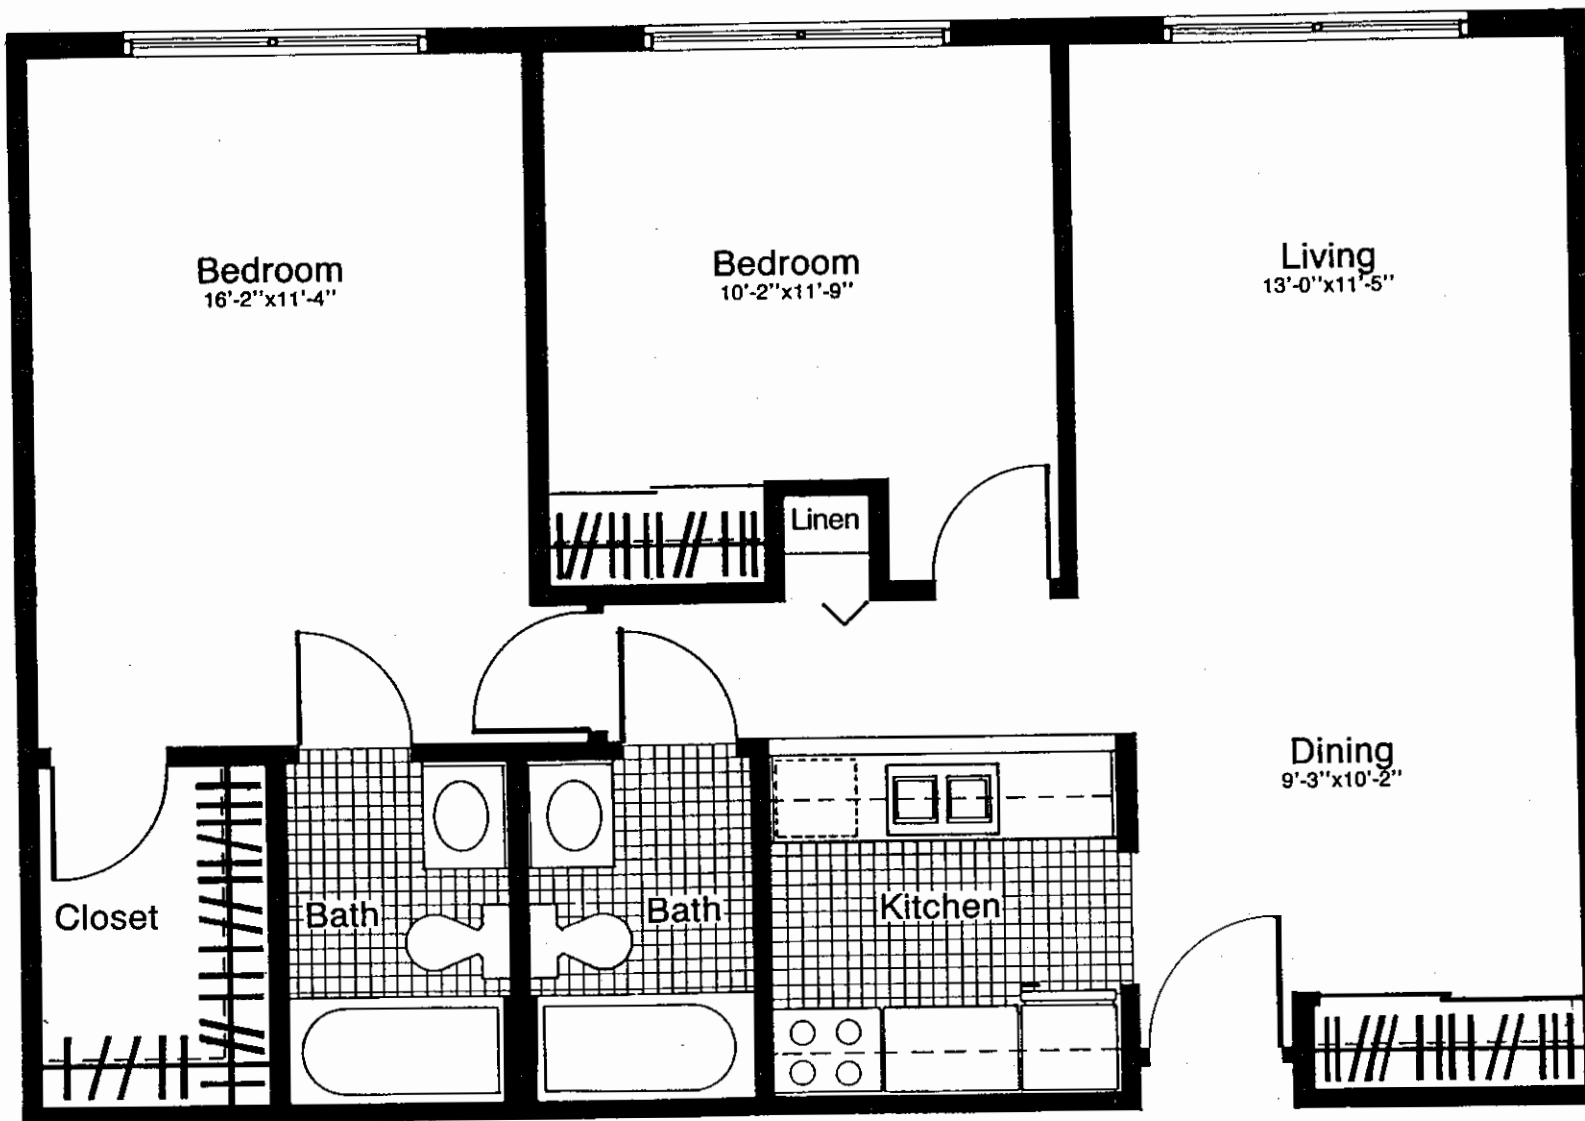 Bedroom
16'-2"x11'-4"
Bedroom
10'-2"x11'-9"
Living
13'-0"x11'-5"
Linen
Dining
9'-3"x10'-2"
Closet
Bath
Bath
Kitchen